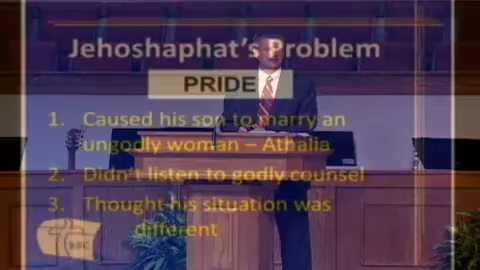 Jehoshaphat's Problem
PRIDE
1. Caused his son to marry an
ungodly woman – Athalia
2. Didn't listen to godly counsel
3. Thought his situation was
different
BBC